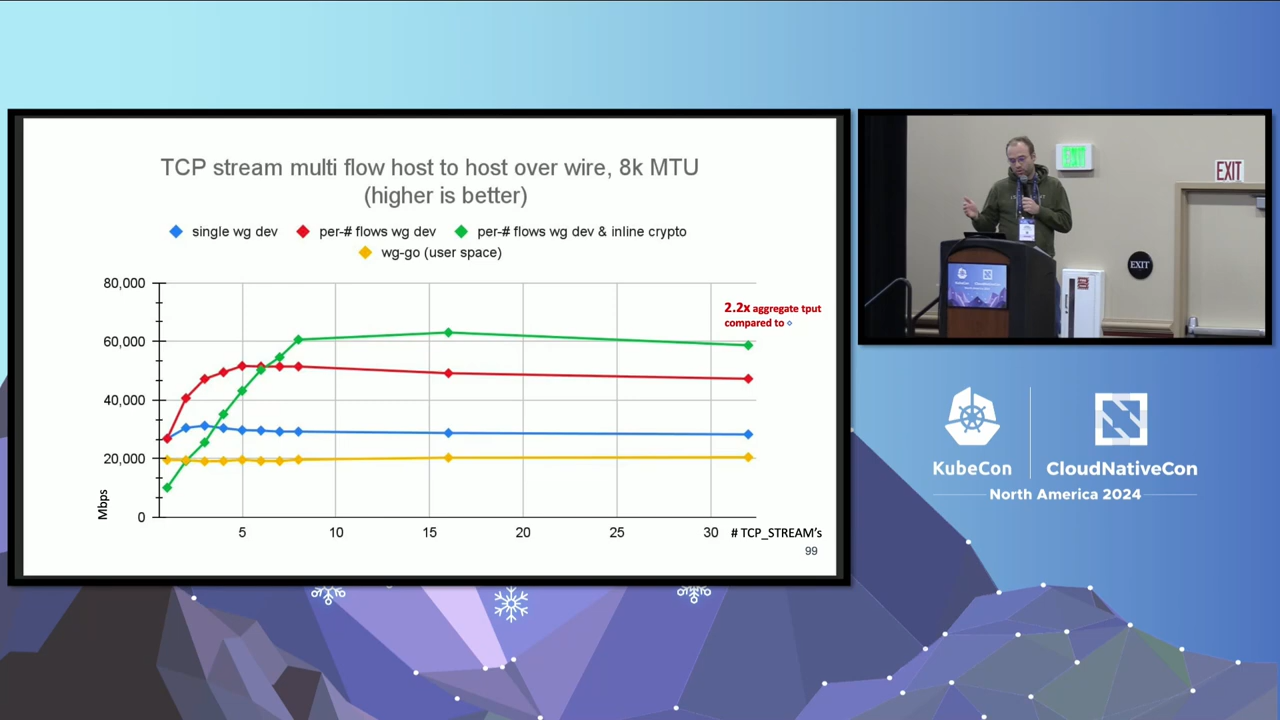 TCP stream multi flow host to host over wire, 8k MTU
(higher is better)
single wg dev
per-# flows wg dev
per-# flows wg dev & inline crypto
wg-go (user space)
80,000
60,000
40,000
20,000
0
Mbps
2.2x aggregate tput
compared to
5
10
15
20
25
30
# TCP_STREAM's
99
EXIT
EXIT
EXIT
KubeCon
CloudNativeCon
North America 2024